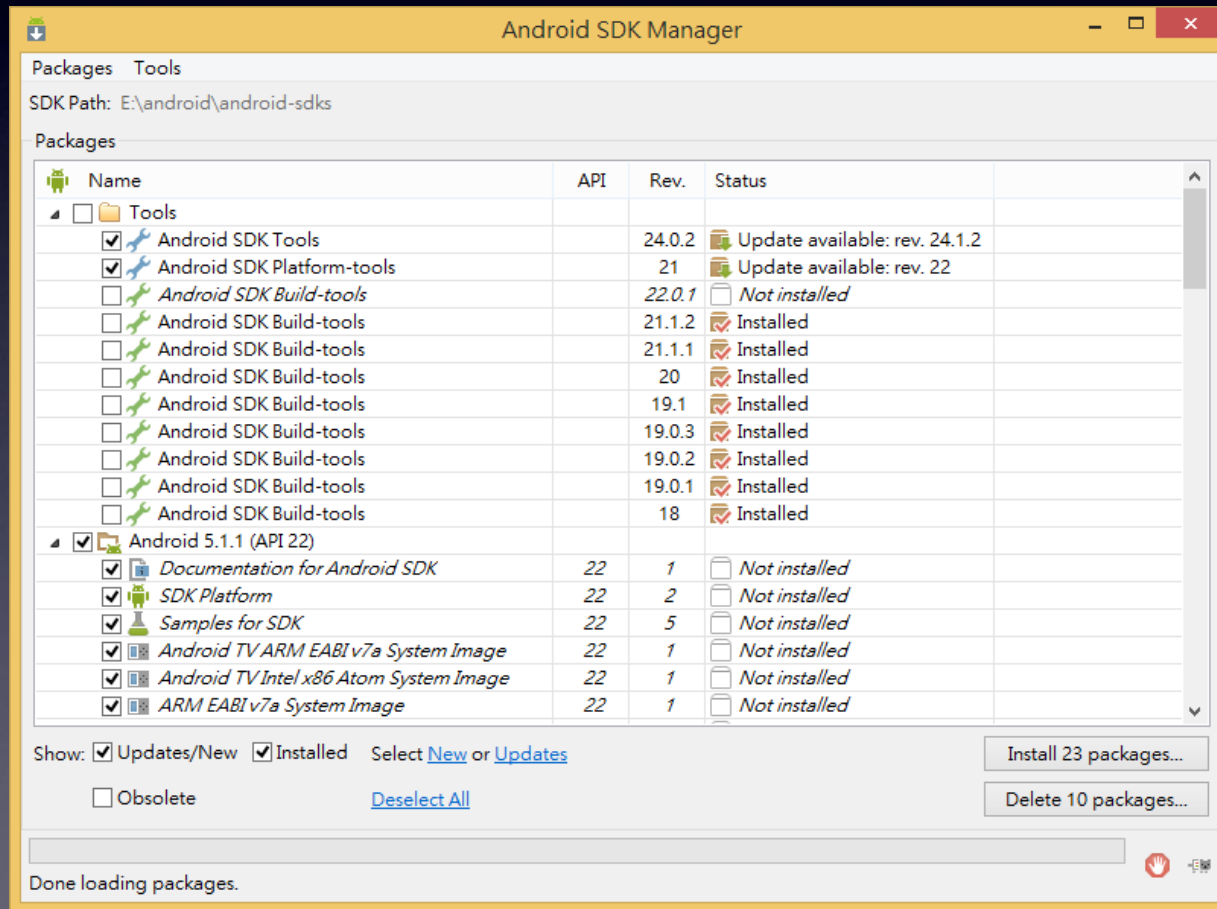 Android SDK Manager
Packages Tools
SDK Path: E:\android\android-sdks
Packages
Name API Rev. Status
Tools
Android SDK Tools 24.0.2 Update available: rev. 24.1.2
Android SDK Platform-tools 21 Update available: rev. 22
Android SDK Build-tools 22.0.1 Not installed
Android SDK Build-tools 21.1.2 Installed
Android SDK Build-tools 21.1.1 Installed
Android SDK Build-tools 20 Installed
Android SDK Build-tools 19.1 Installed
Android SDK Build-tools 19.0.3 Installed
Android SDK Build-tools 19.0.2 Installed
Android SDK Build-tools 19.0.1 Installed
Android SDK Build-tools 18 Installed
Android 5.1.1 (API 22)
Documentation for Android SDK 22 1 Not installed
SDK Platform 22 2 Not installed
Samples for SDK 22 5 Not installed
Android TV ARM EABI v7a System Image 22 1 Not installed
Android TV Intel x86 Atom System Image 22 1 Not installed
ARM EABI v7a System Image 22 1 Not installed
Show: Updates/New Installed Select New or Updates Install 23 packages...
Obsolete Deselect All Delete 10 packages...
Done loading packages.